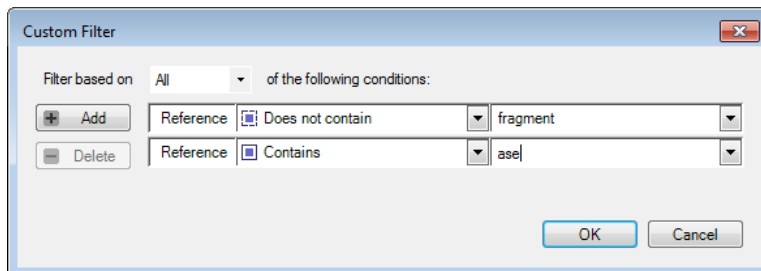 Custom Filter
Filter based on All of the following conditions:
Add Reference Does not contain fragment
Delete Reference Contains ase
OK Cancel